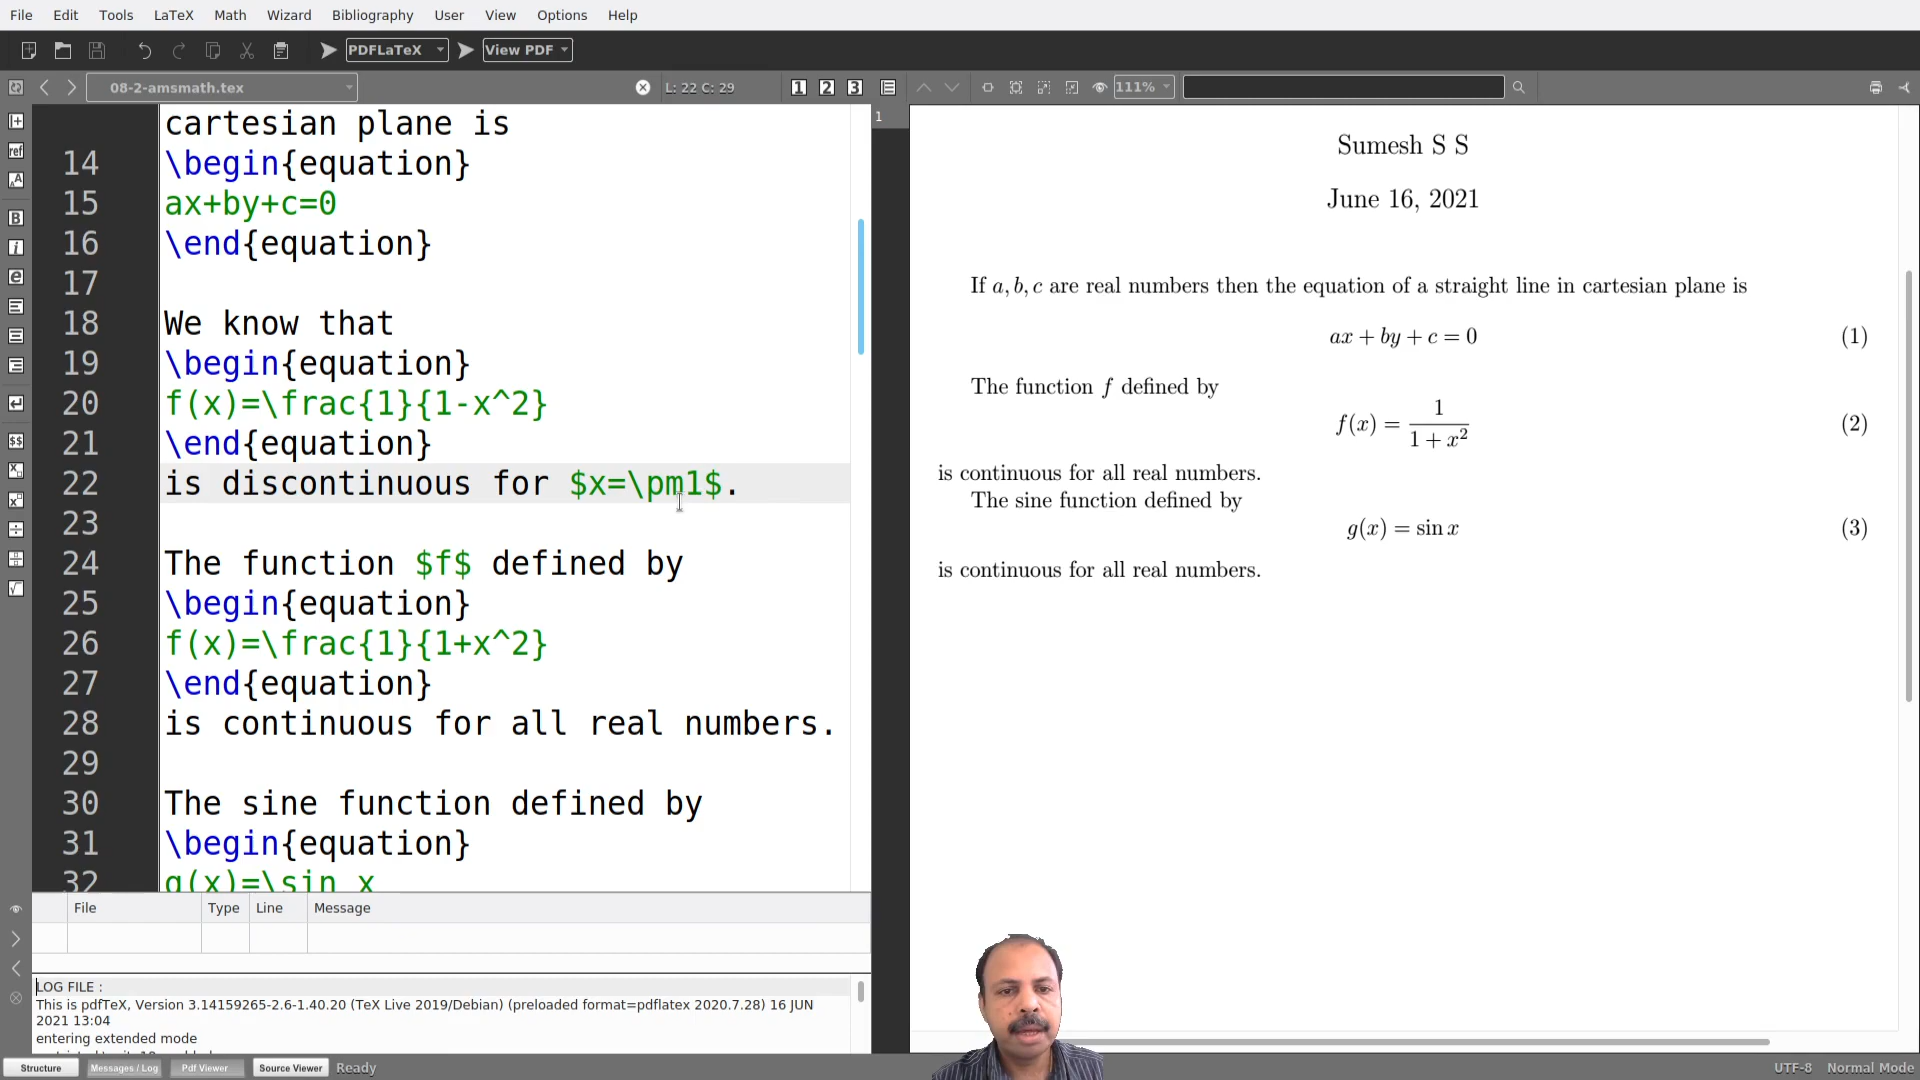 File Edit Tools LaTeX Math Wizard Bibliography User View Options Help
PDFLaTeX View PDF
08-2-amsmath.tex L: 22 C: 29 1 2 3 111%
cartesian plane is
14 \begin{equation}
15 ax+by+c=0
16 \end{equation}
17
18 We know that
19 \begin{equation}
20 f(x)=\frac{1}{1-x^2}
21 \end{equation}
22 is discontinuous for $x=\pm1$.
23
24 The function $f$ defined by
25 \begin{equation}
26 f(x)=\frac{1}{1+x^2}
27 \end{equation}
28 is continuous for all real numbers.
29
30 The sine function defined by
31 \begin{equation}
32 g(x)=\sin x
File Type Line Message
LOG FILE :
This is pdfTeX, Version 3.14159265-2.6-1.40.20 (TeX Live 2019/Debian) (preloaded format=pdflatex 2020.7.28) 16 JUN
2021 13:04
entering extended mode
Structure Messages / Log Pdf Viewer Source Viewer Ready
1
Sumesh S S
June 16, 2021
If a, b, c are real numbers then the equation of a straight line in cartesian plane is
ax + by + c = 0 (1)
The function f defined by
f(x) = 1/(1 + x²) (2)
is continuous for all real numbers.
The sine function defined by
g(x) = sin x (3)
is continuous for all real numbers.
UTF-8 Normal Mode